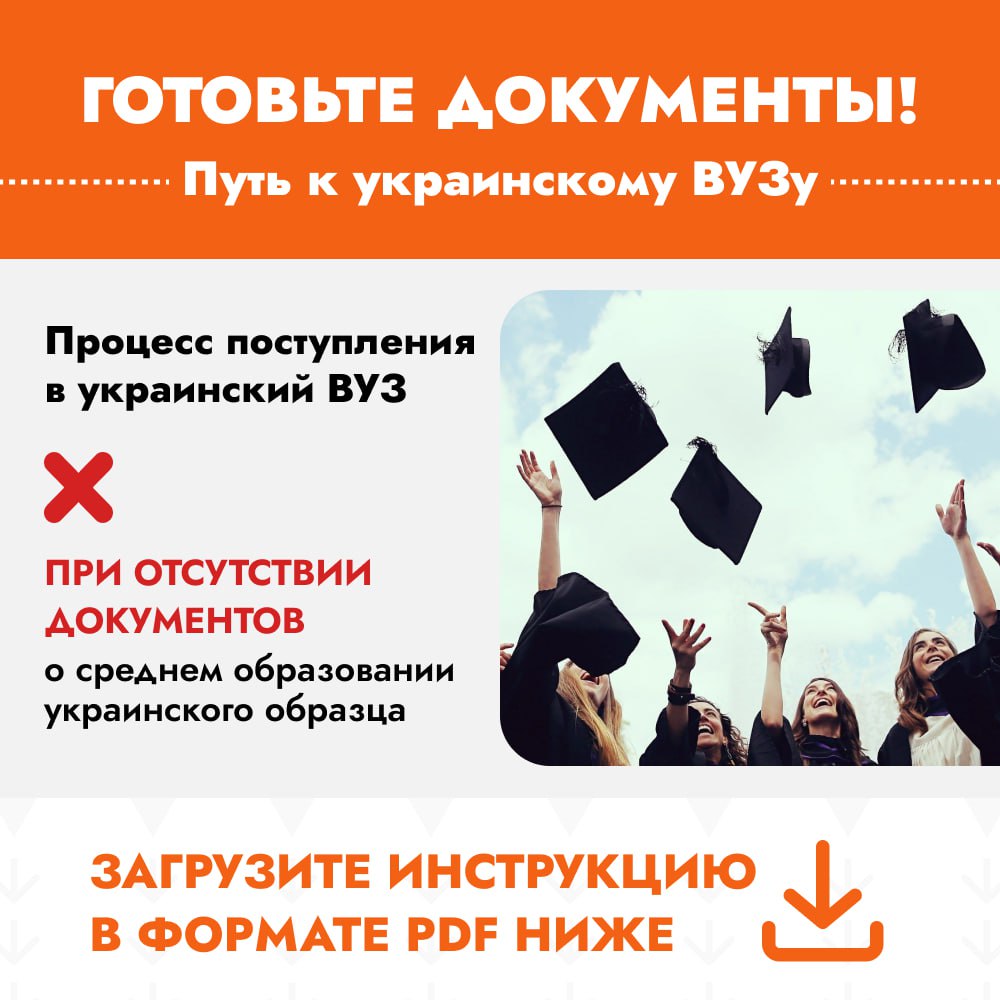 ГОТОВЬТЕ ДОКУМЕНТЫ!
Путь к украинскому ВУЗу
Процесс поступления
в украинский ВУЗ
ПРИ ОТСУТСТВИИ
ДОКУМЕНТОВ
о среднем образовании
украинского образца
ЗАГРУЗИТЕ ИНСТРУКЦИЮ
В ФОРМАТЕ PDF НИЖЕ